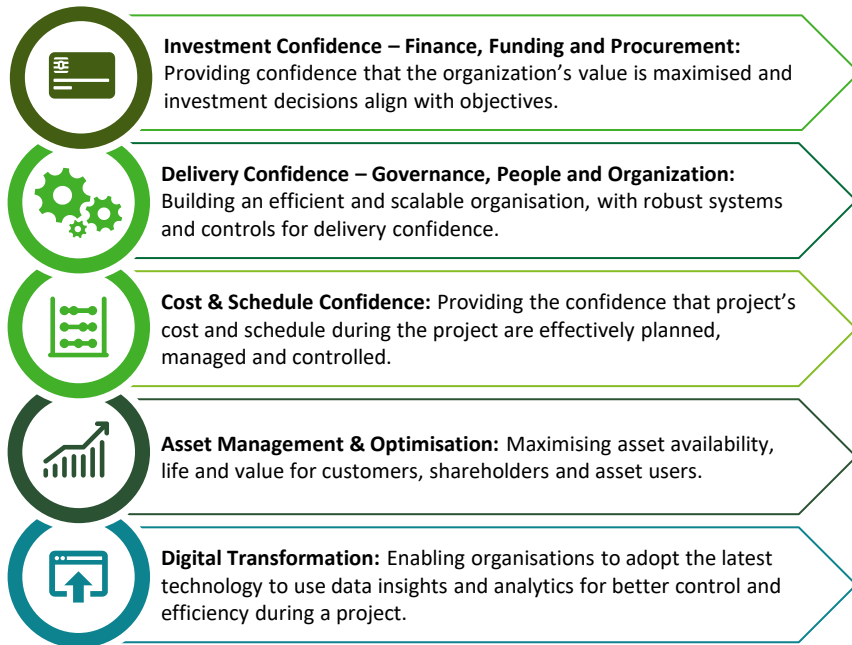 Investment Confidence – Finance, Funding and Procurement:
Providing confidence that the organization’s value is maximised and
investment decisions align with objectives.
Delivery Confidence – Governance, People and Organization:
Building an efficient and scalable organisation, with robust systems
and controls for delivery confidence.
Cost & Schedule Confidence: Providing the confidence that project’s
cost and schedule during the project are effectively planned,
managed and controlled.
Asset Management & Optimisation: Maximising asset availability,
life and value for customers, shareholders and asset users.
Digital Transformation: Enabling organisations to adopt the latest
technology to use data insights and analytics for better control and
efficiency during a project.